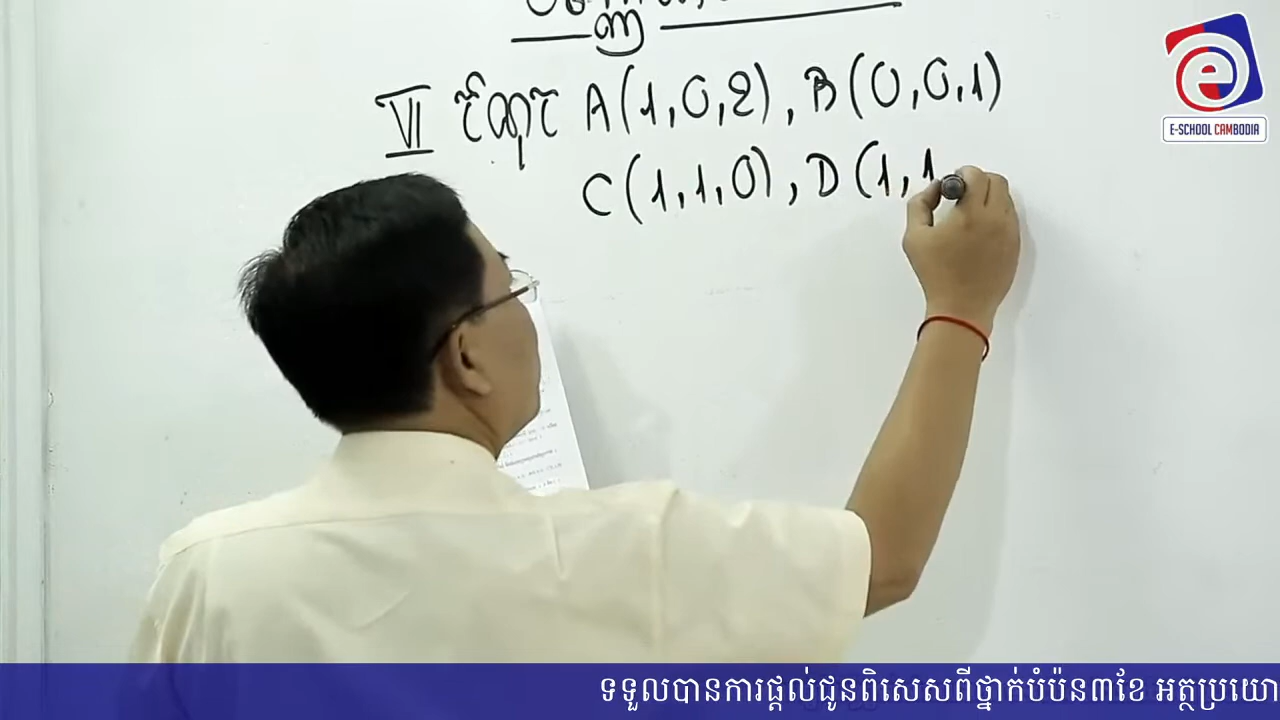 VI ចំណុច A(1,0,2), B(0,0,1)
C(1,1,0), D(1,1
E-SCHOOL CAMBODIA
ទទួលបានការផ្តល់ជូនពិសេសពីថ្នាក់បំប៉ន៣ខែ អត្ថប្រយោ